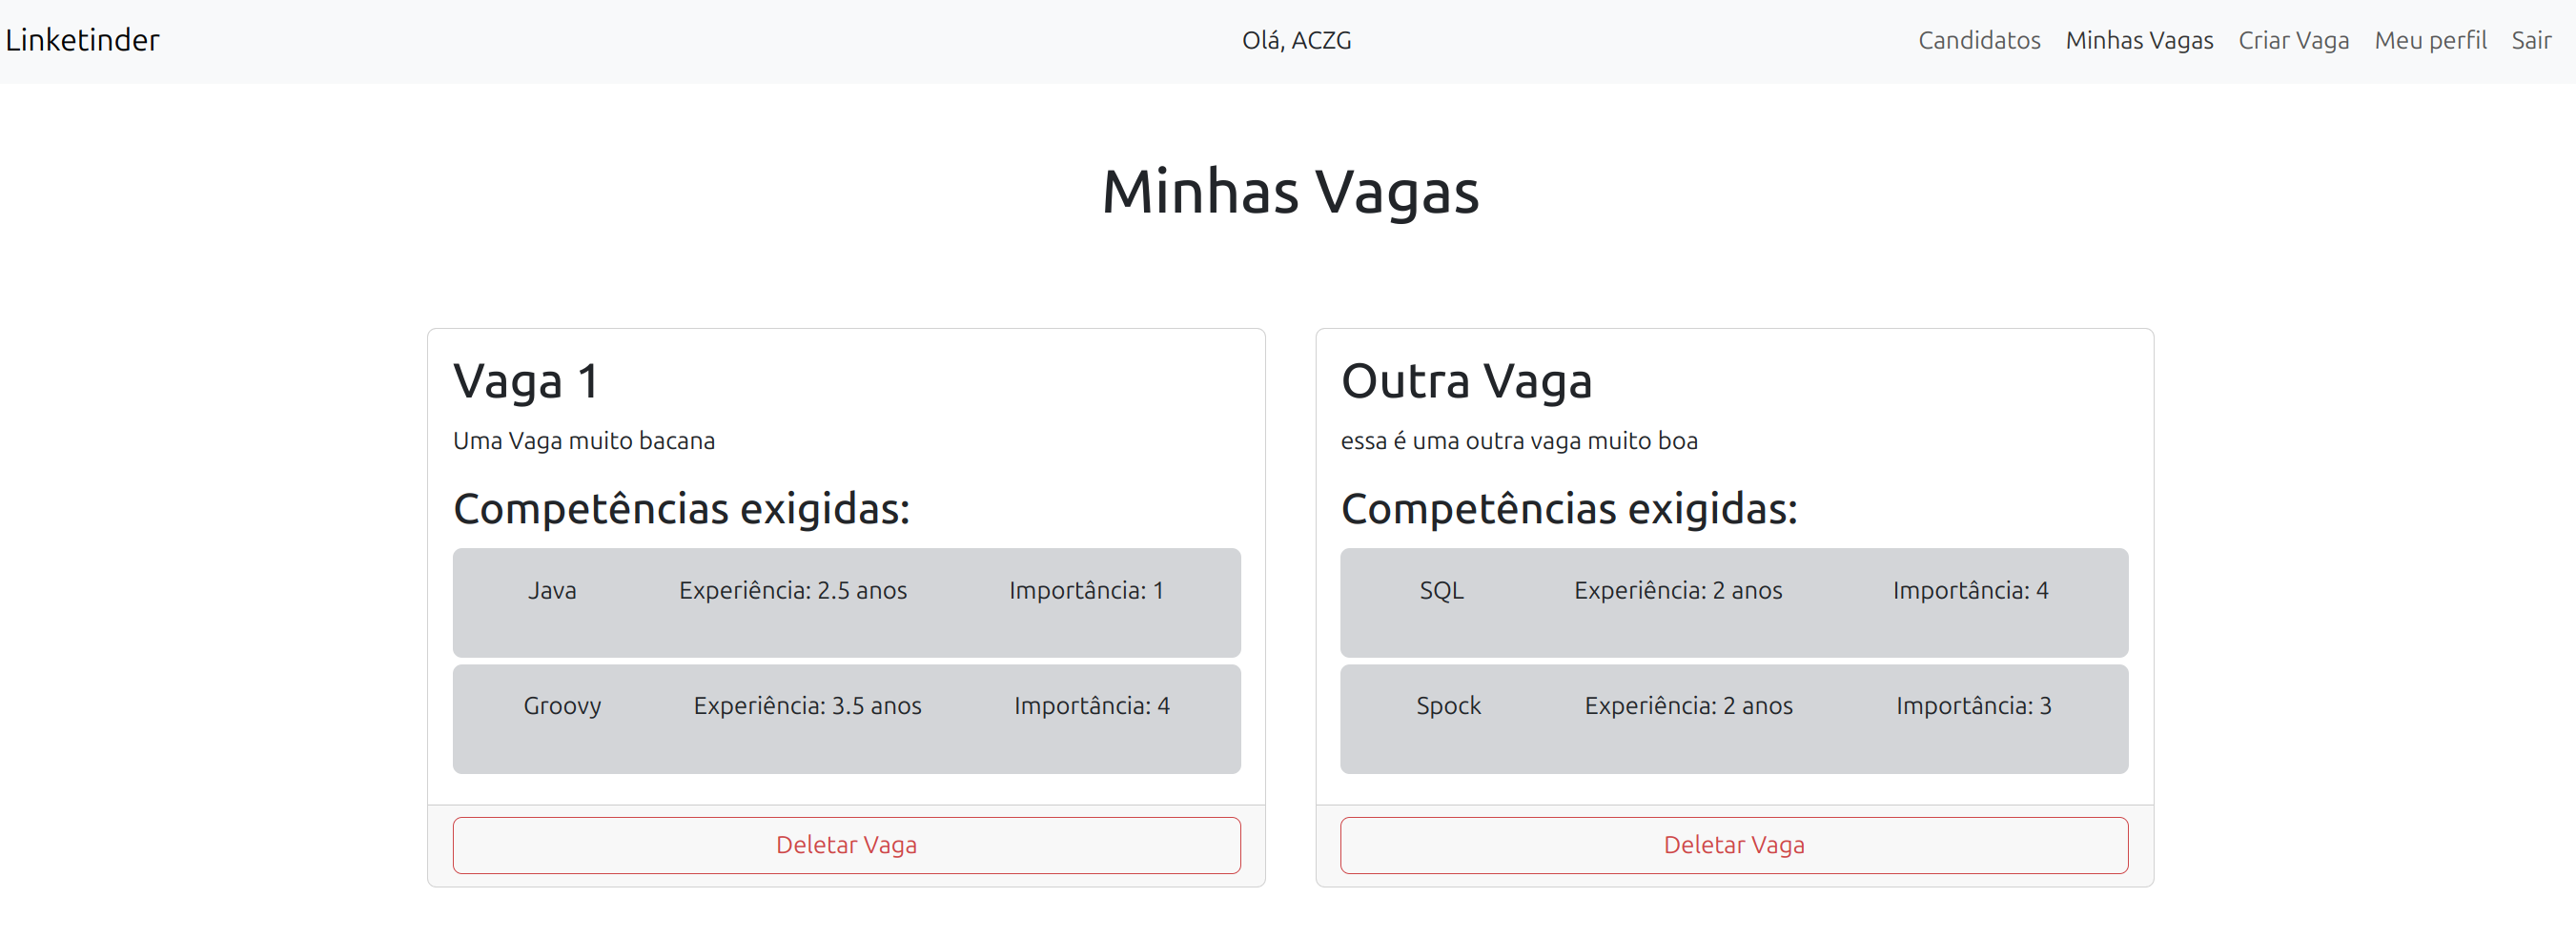 Linketinder Olá, ACZG Candidatos Minhas Vagas Criar Vaga Meu perfil Sair
Minhas Vagas
Vaga 1
Uma Vaga muito bacana
Competências exigidas:
Java Experiência: 2.5 anos Importância: 1
Groovy Experiência: 3.5 anos Importância: 4
Deletar Vaga
Outra Vaga
essa é uma outra vaga muito boa
Competências exigidas:
SQL Experiência: 2 anos Importância: 4
Spock Experiência: 2 anos Importância: 3
Deletar Vaga